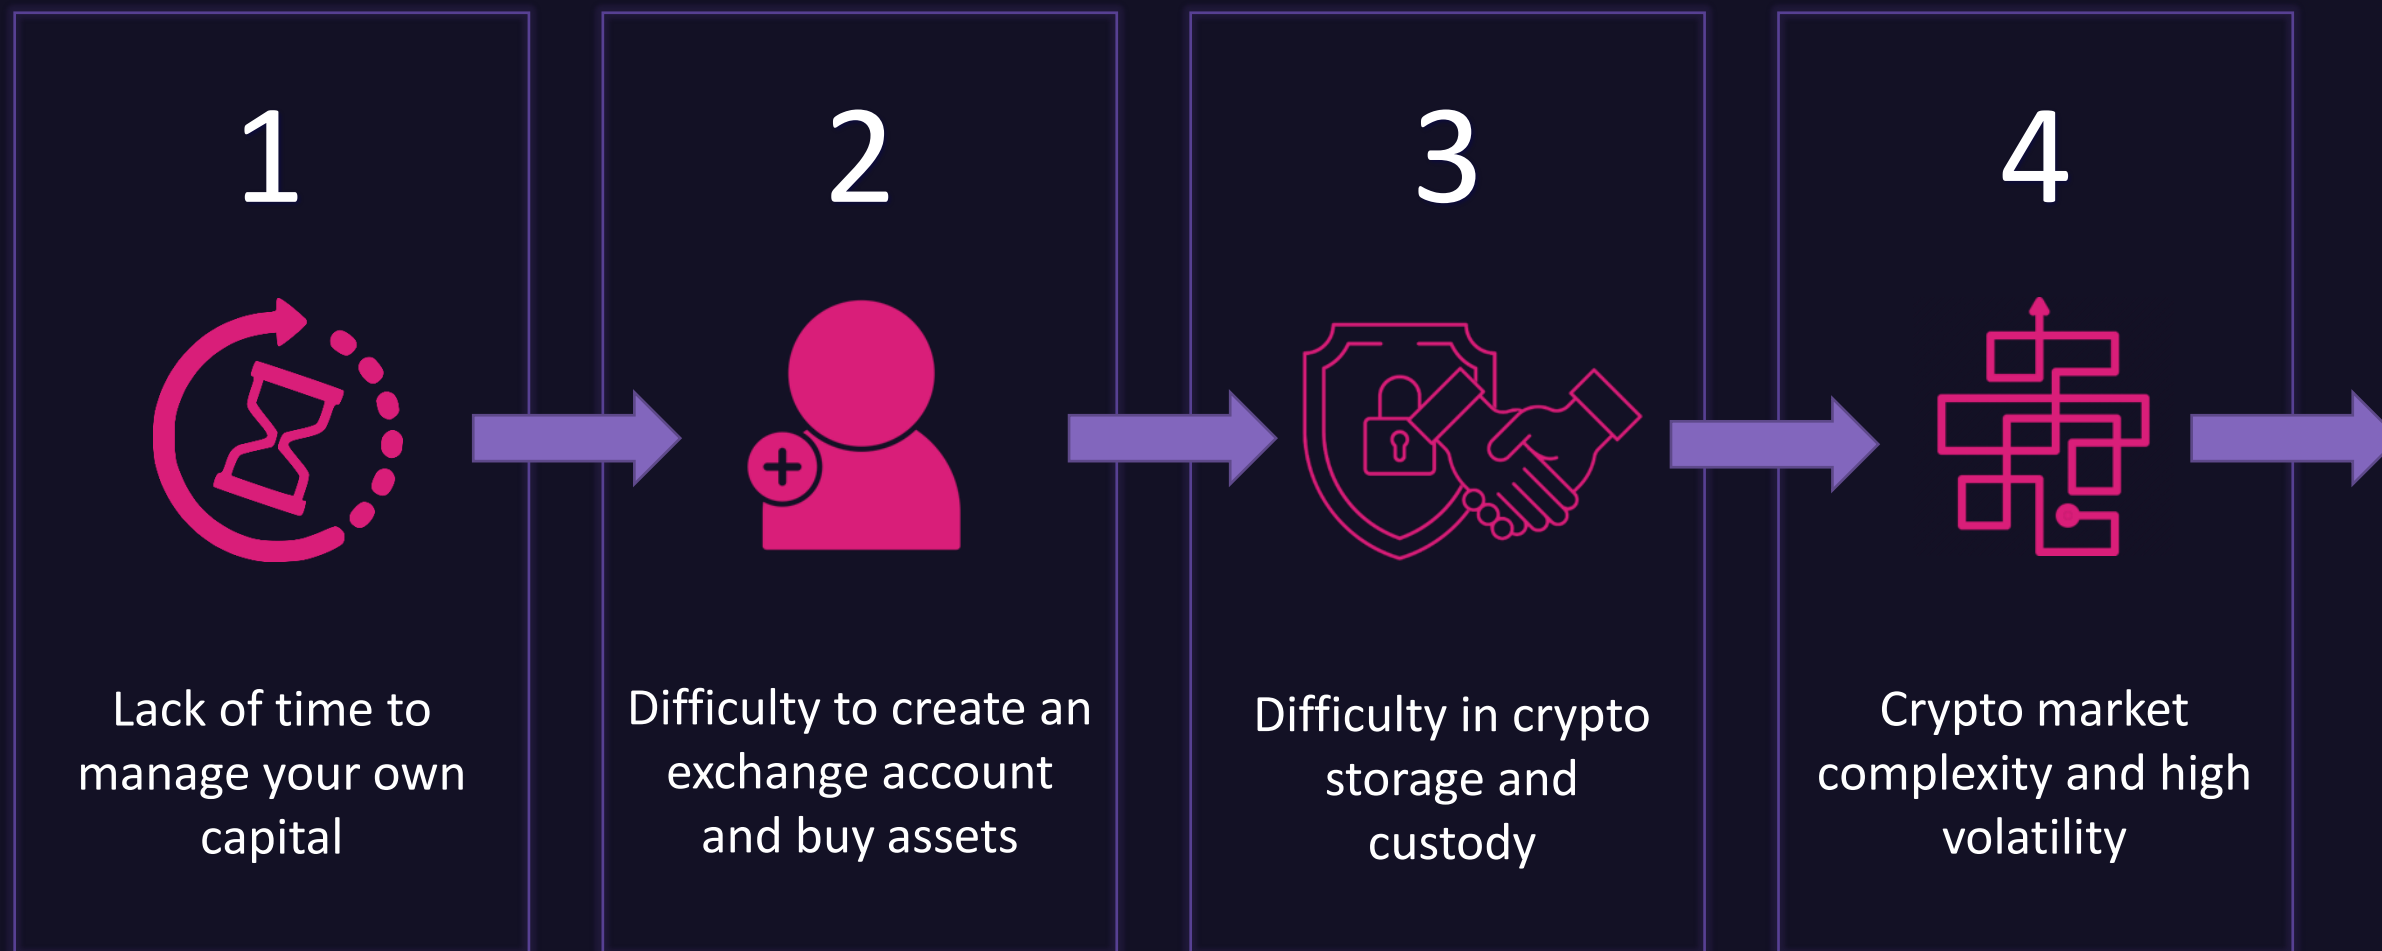 1
Lack of time to
manage your own
capital
2
Difficulty to create an
exchange account
and buy assets
3
Difficulty in crypto
storage and
custody
4
Crypto market
complexity and high
volatility